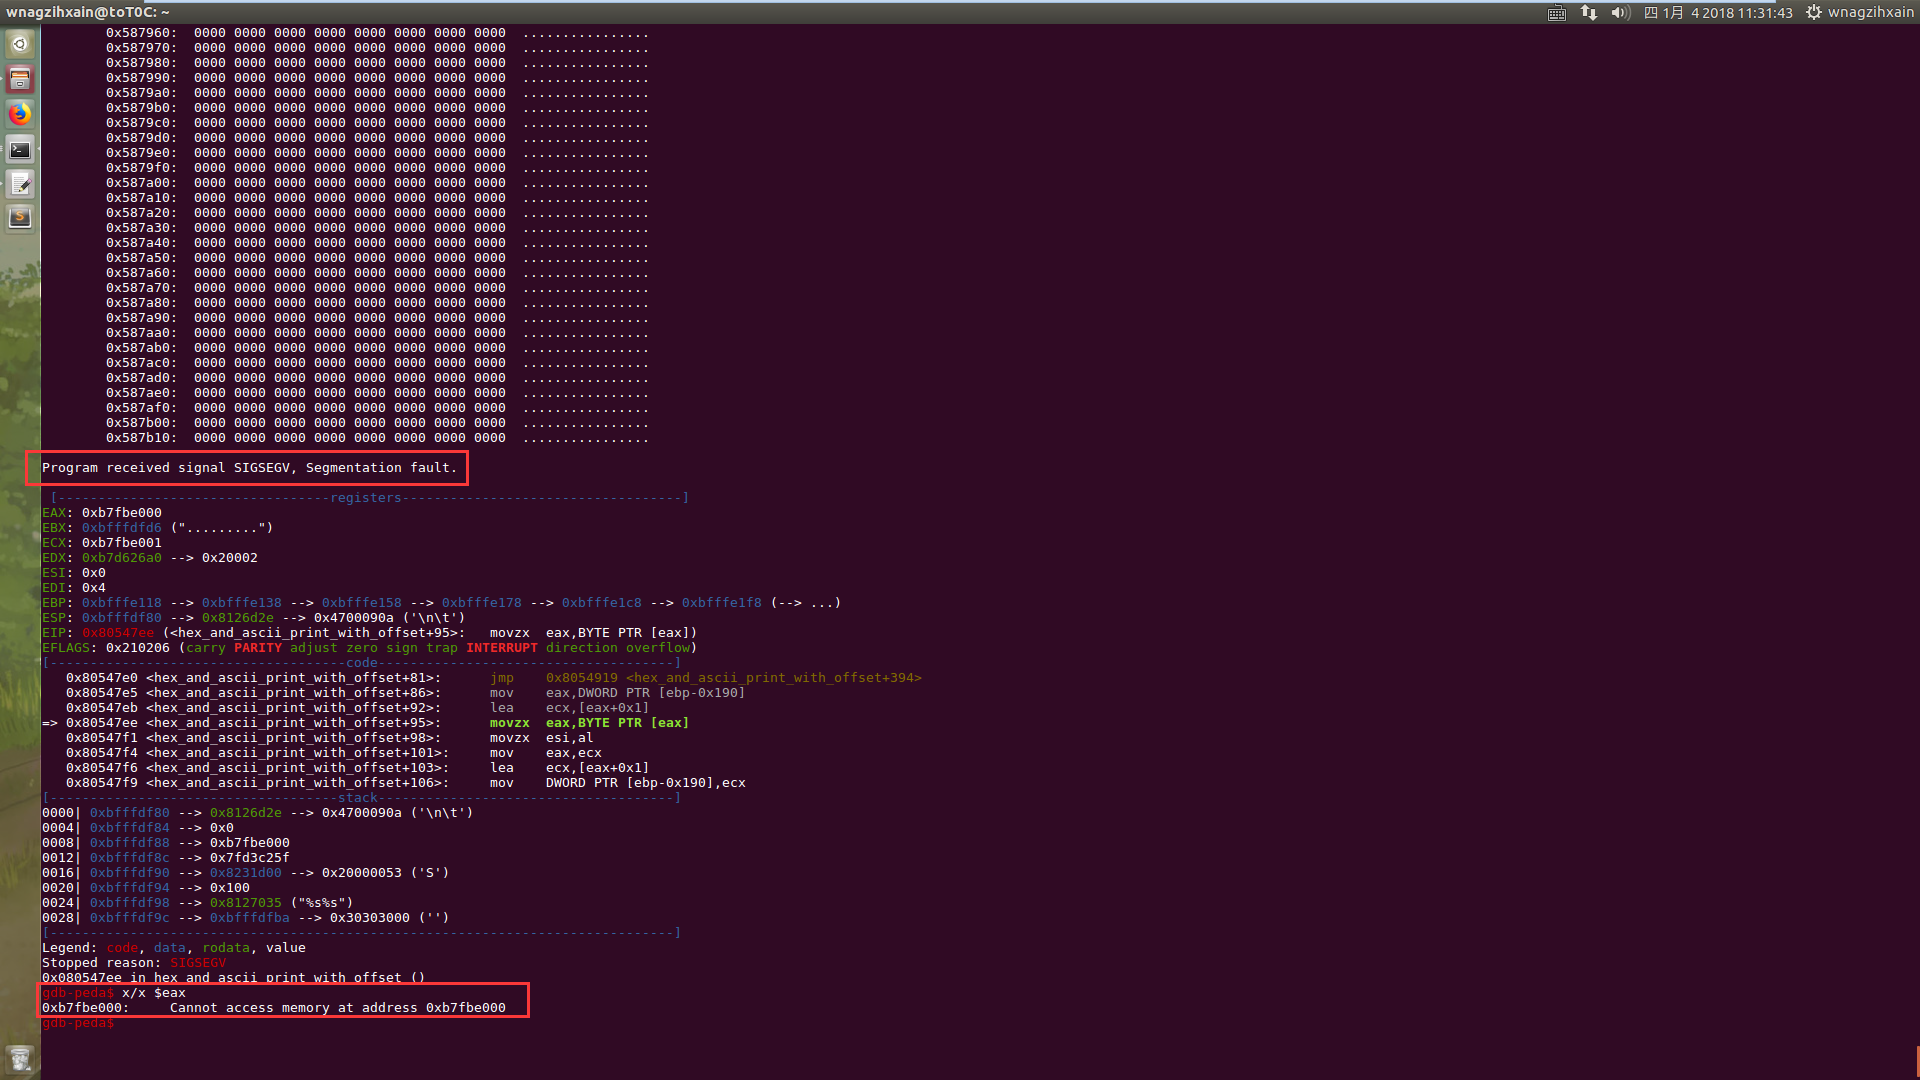 wnagzihxain@toT0C: ~
四 1月 4 2018 11:31:43 wnagzihxain
0x587960: 0000 0000 0000 0000 0000 0000 0000 0000 ................
0x587970: 0000 0000 0000 0000 0000 0000 0000 0000 ................
0x587980: 0000 0000 0000 0000 0000 0000 0000 0000 ................
0x587990: 0000 0000 0000 0000 0000 0000 0000 0000 ................
0x5879a0: 0000 0000 0000 0000 0000 0000 0000 0000 ................
0x5879b0: 0000 0000 0000 0000 0000 0000 0000 0000 ................
0x5879c0: 0000 0000 0000 0000 0000 0000 0000 0000 ................
0x5879d0: 0000 0000 0000 0000 0000 0000 0000 0000 ................
0x5879e0: 0000 0000 0000 0000 0000 0000 0000 0000 ................
0x5879f0: 0000 0000 0000 0000 0000 0000 0000 0000 ................
0x587a00: 0000 0000 0000 0000 0000 0000 0000 0000 ................
0x587a10: 0000 0000 0000 0000 0000 0000 0000 0000 ................
0x587a20: 0000 0000 0000 0000 0000 0000 0000 0000 ................
0x587a30: 0000 0000 0000 0000 0000 0000 0000 0000 ................
0x587a40: 0000 0000 0000 0000 0000 0000 0000 0000 ................
0x587a50: 0000 0000 0000 0000 0000 0000 0000 0000 ................
0x587a60: 0000 0000 0000 0000 0000 0000 0000 0000 ................
0x587a70: 0000 0000 0000 0000 0000 0000 0000 0000 ................
0x587a80: 0000 0000 0000 0000 0000 0000 0000 0000 ................
0x587a90: 0000 0000 0000 0000 0000 0000 0000 0000 ................
0x587aa0: 0000 0000 0000 0000 0000 0000 0000 0000 ................
0x587ab0: 0000 0000 0000 0000 0000 0000 0000 0000 ................
0x587ac0: 0000 0000 0000 0000 0000 0000 0000 0000 ................
0x587ad0: 0000 0000 0000 0000 0000 0000 0000 0000 ................
0x587ae0: 0000 0000 0000 0000 0000 0000 0000 0000 ................
0x587af0: 0000 0000 0000 0000 0000 0000 0000 0000 ................
0x587b00: 0000 0000 0000 0000 0000 0000 0000 0000 ................
0x587b10: 0000 0000 0000 0000 0000 0000 0000 0000 ................
Program received signal SIGSEGV, Segmentation fault.
[----------------------------------registers-----------------------------------]
EAX: 0xb7fbe000
EBX: 0xbfffdfd6 (".........")
ECX: 0xb7fbe001
EDX: 0xb7d626a0 --> 0x20002
ESI: 0x0
EDI: 0x4
EBP: 0xbfffe118 --> 0xbfffe138 --> 0xbfffe158 --> 0xbfffe178 --> 0xbfffe1c8 --> 0xbfffe1f8 (--> ...)
ESP: 0xbfffdf80 --> 0x8126d2e --> 0x4700090a ('\n\t')
EIP: 0x80547ee (<hex_and_ascii_print_with_offset+95>: movzx eax,BYTE PTR [eax])
EFLAGS: 0x210206 (carry PARITY adjust zero sign trap INTERRUPT direction overflow)
[-------------------------------------code-------------------------------------]
0x80547e0 <hex_and_ascii_print_with_offset+81>: jmp 0x8054919 <hex_and_ascii_print_with_offset+394>
0x80547e5 <hex_and_ascii_print_with_offset+86>: mov eax,DWORD PTR [ebp-0x190]
0x80547eb <hex_and_ascii_print_with_offset+92>: lea ecx,[eax+0x1]
=> 0x80547ee <hex_and_ascii_print_with_offset+95>: movzx eax,BYTE PTR [eax]
0x80547f1 <hex_and_ascii_print_with_offset+98>: movzx esi,al
0x80547f4 <hex_and_ascii_print_with_offset+101>: mov eax,ecx
0x80547f6 <hex_and_ascii_print_with_offset+103>: lea ecx,[eax+0x1]
0x80547f9 <hex_and_ascii_print_with_offset+106>: mov DWORD PTR [ebp-0x190],ecx
[------------------------------------stack-------------------------------------]
0000| 0xbfffdf80 --> 0x8126d2e --> 0x4700090a ('\n\t')
0004| 0xbfffdf84 --> 0x0
0008| 0xbfffdf88 --> 0xb7fbe000
0012| 0xbfffdf8c --> 0x7fd3c25f
0016| 0xbfffdf90 --> 0x8231d00 --> 0x20000053 ('S')
0020| 0xbfffdf94 --> 0x100
0024| 0xbfffdf98 --> 0x8127035 ("%s%s")
0028| 0xbfffdf9c --> 0xbfffdfba --> 0x30303000 ('')
[------------------------------------------------------------------------------]
Legend: code, data, rodata, value
Stopped reason: SIGSEGV
0x080547ee in hex_and_ascii_print_with_offset ()
gdb-peda$ x/x $eax
0xb7fbe000: Cannot access memory at address 0xb7fbe000
gdb-peda$